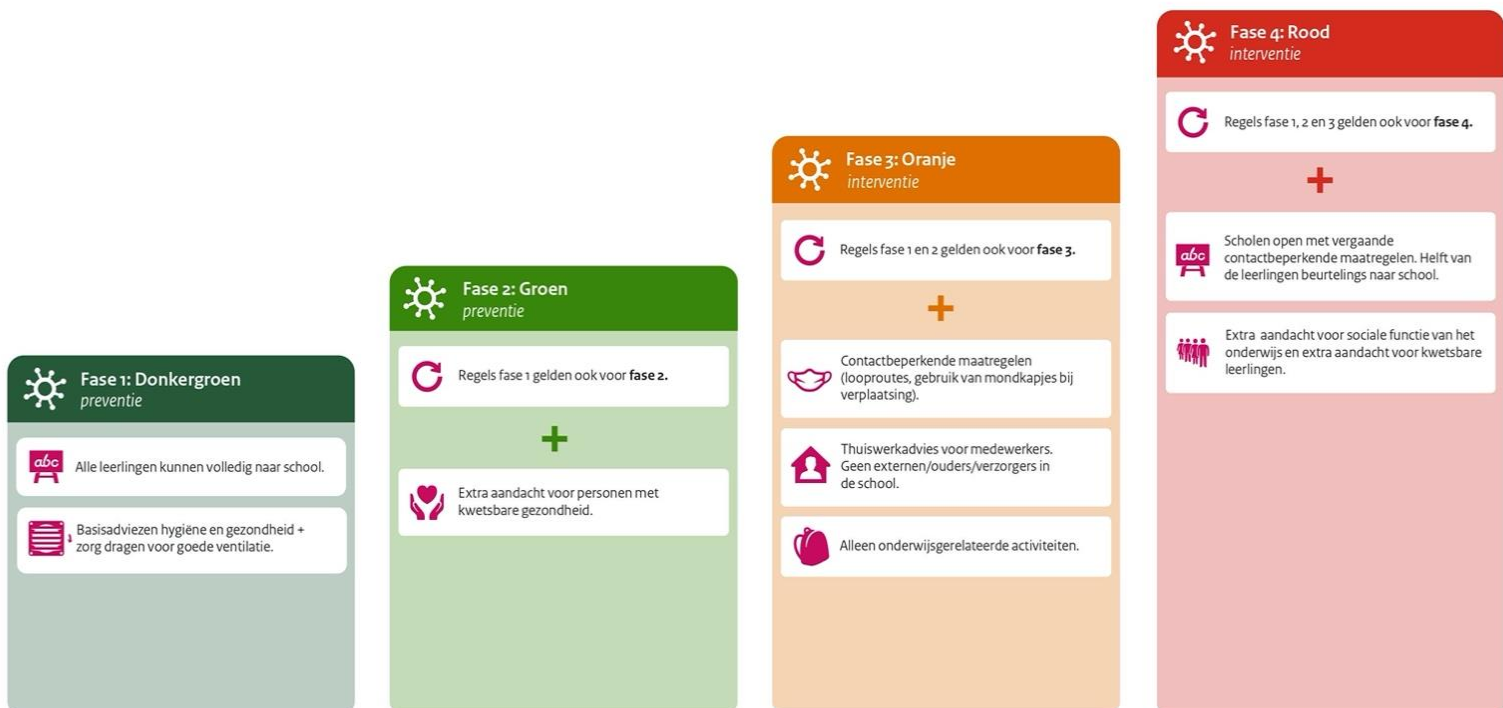 Fase 1: Donkergroen
preventie
abc
Alle leerlingen kunnen volledig naar school.
Basisadviezen hygiëne en gezondheid +
zorg dragen voor goede ventilatie.
Fase 2: Groen
preventie
Regels fase 1 gelden ook voor fase 2.
+
Extra aandacht voor personen met
kwetsbare gezondheid.
Fase 3: Oranje
interventie
Regels fase 1 en 2 gelden ook voor fase 3.
+
Contactbeperkende maatregelen
(looproutes, gebruik van mondkapjes bij
verplaatsing).
Thuiswerkadvies voor medewerkers.
Geen externen/ouders/verzorgers in
de school.
Alleen onderwijsgerelateerde activiteiten.
Fase 4: Rood
interventie
Regels fase 1, 2 en 3 gelden ook voor fase 4.
+
abc
Scholen open met vergaande
contactbeperkende maatregelen. Helft van
de leerlingen beurtelings naar school.
Extra aandacht voor sociale functie van het
onderwijs en extra aandacht voor kwetsbare
leerlingen.